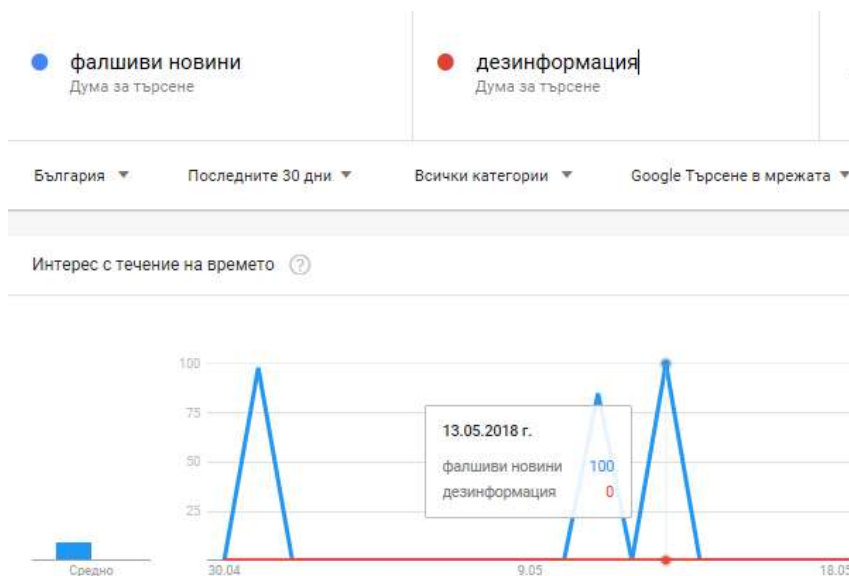 фалшиви новини
Дума за търсене
дезинформация
Дума за търсене
България
Последните 30 дни
Всички категории
Google Търсене в мрежата
Интерес с течение на времето
?
100
75
50
25
13.05.2018 г.
фалшиви новини 100
дезинформация 0
Средно
30.04
9.05
18.05